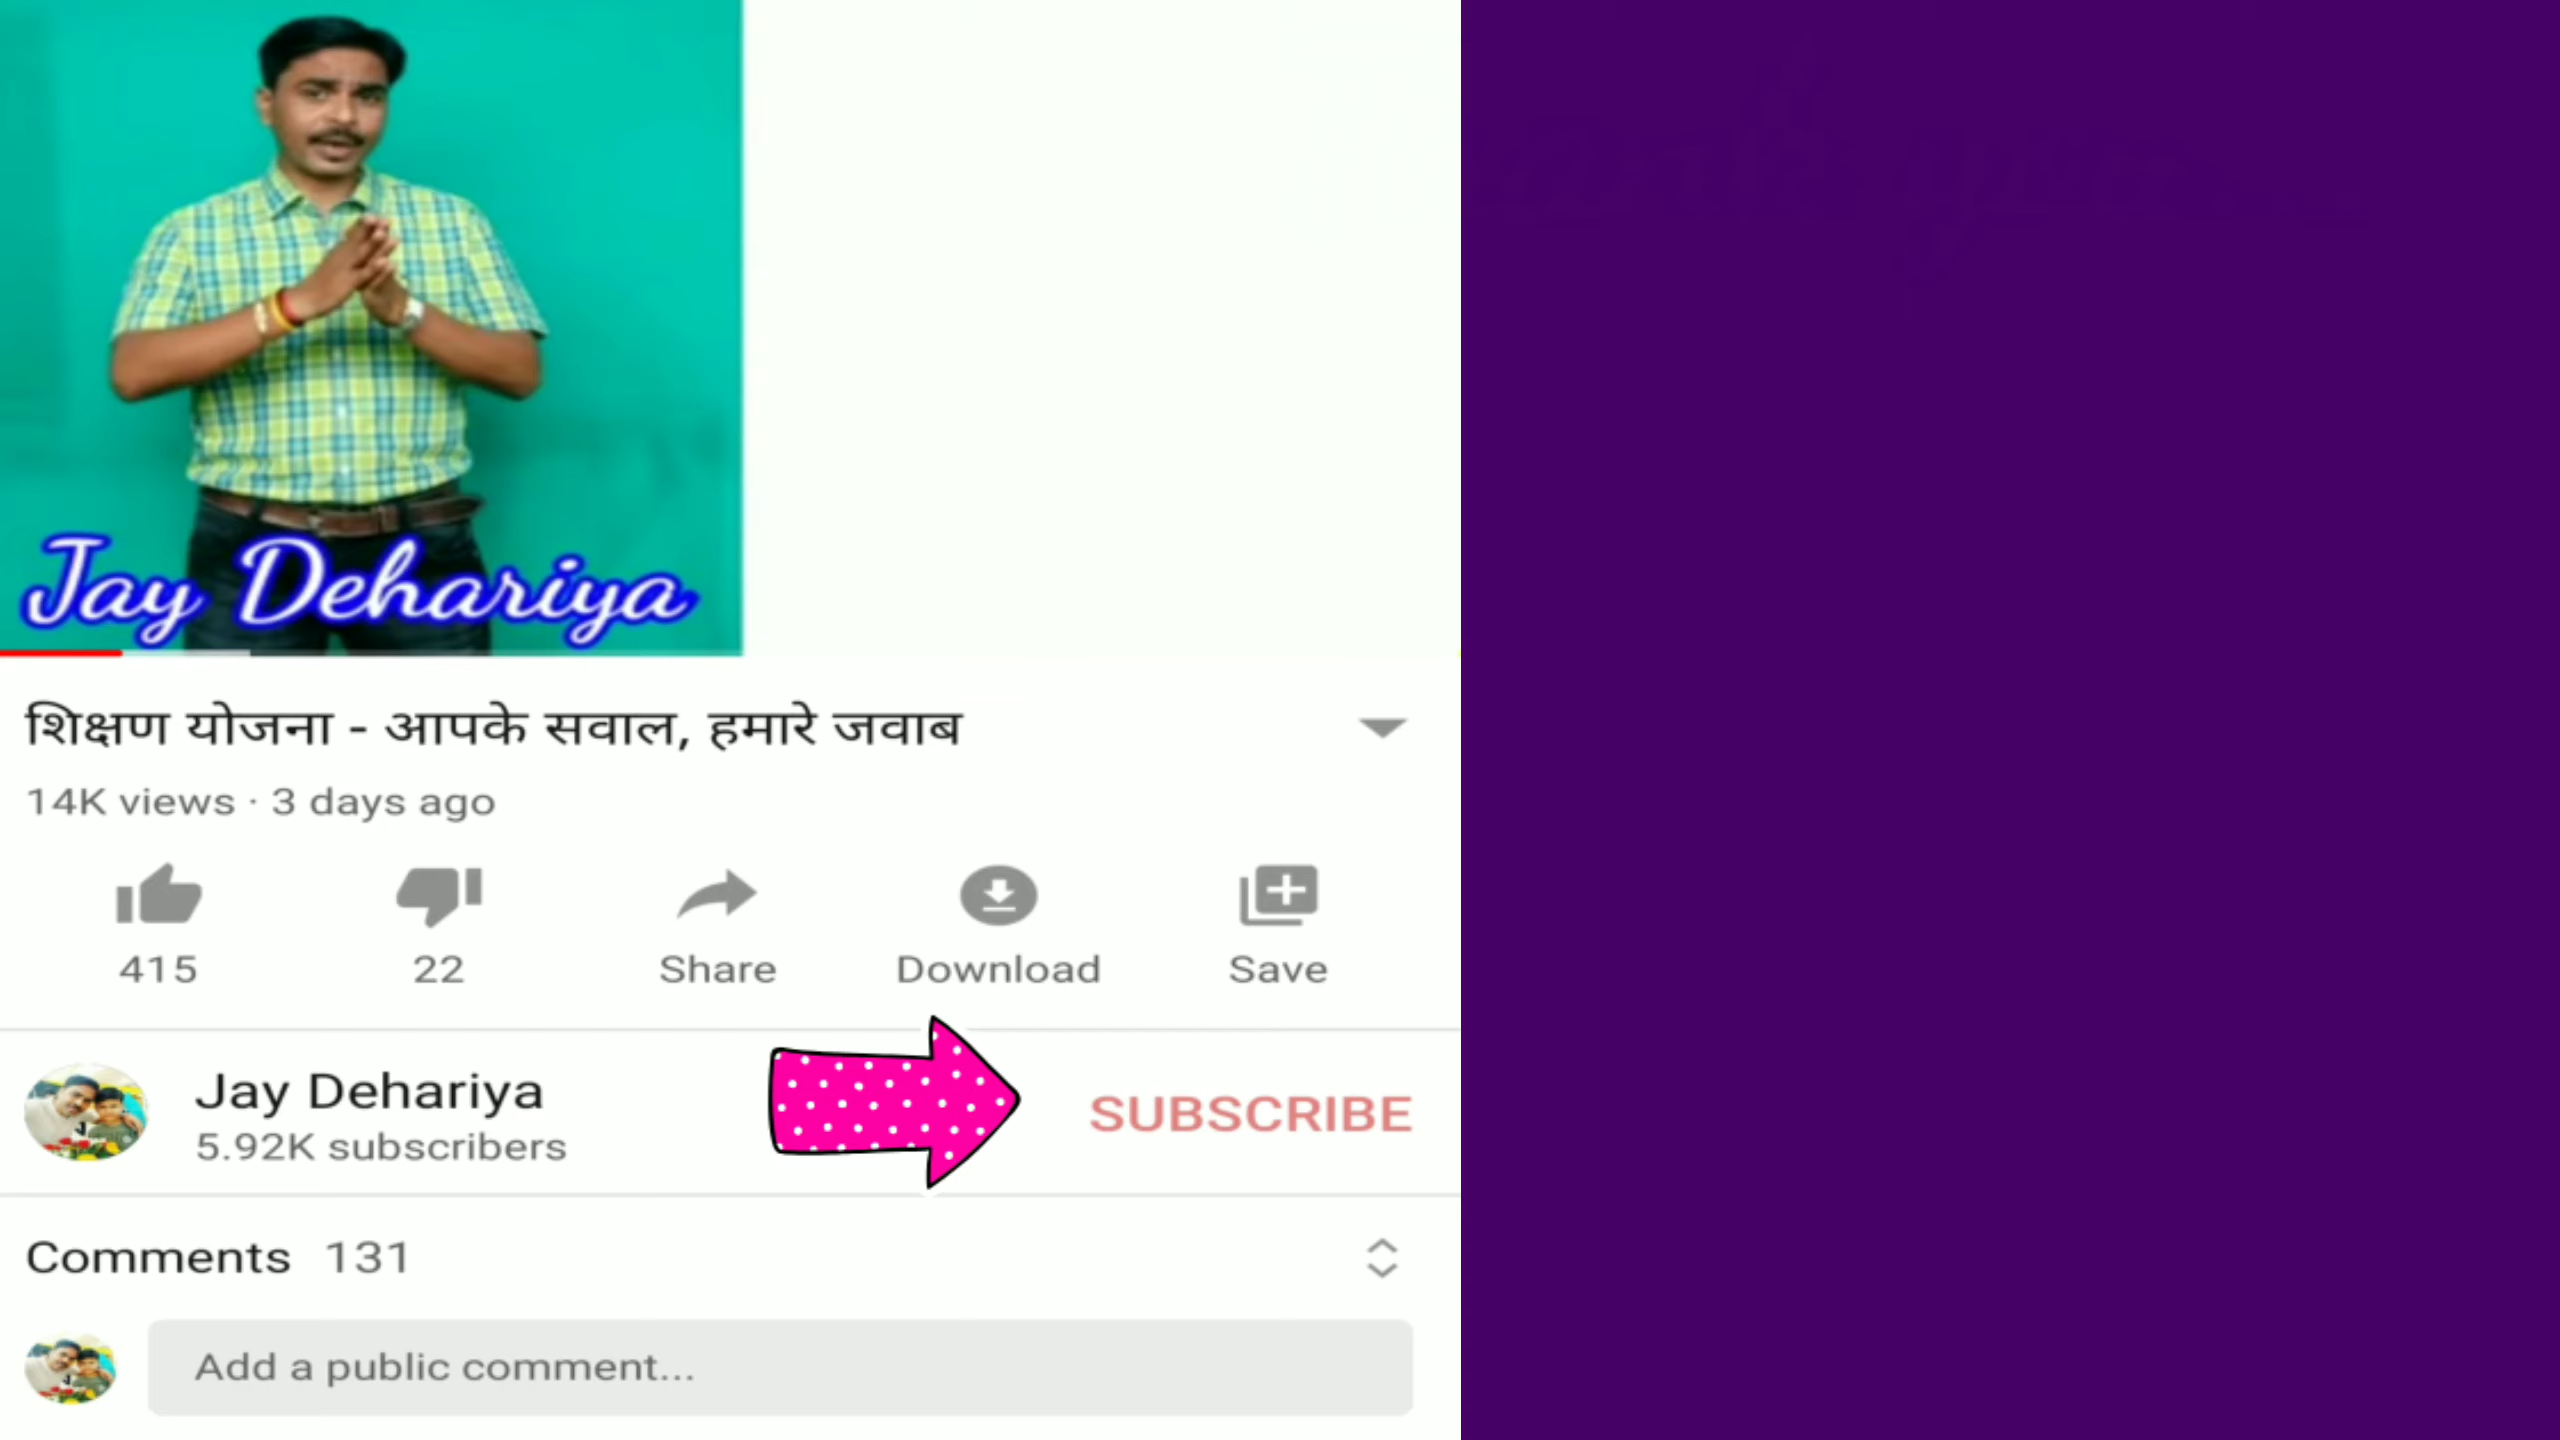 Jay Dehariya
शिक्षण योजना - आपके सवाल, हमारे जवाब
14K views · 3 days ago
415 22 Share Download Save
Jay Dehariya SUBSCRIBE
5.92K subscribers
Comments 131
Add a public comment...